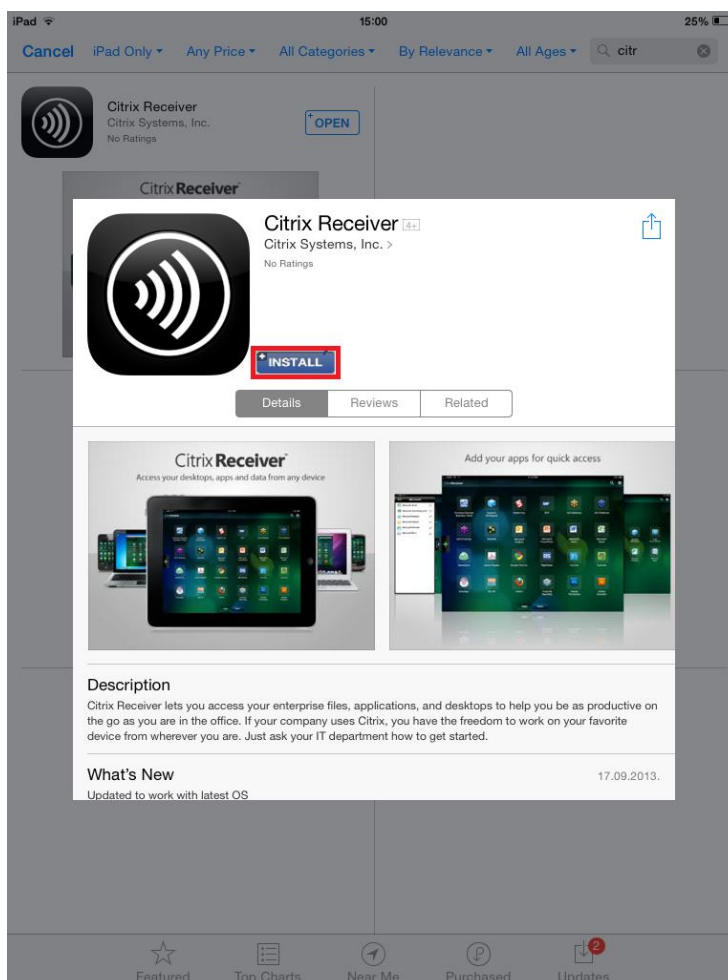 iPad 15:00 25%
Cancel iPad Only ▾ Any Price ▾ All Categories ▾ By Relevance ▾ All Ages ▾ citr
Citrix Receiver
Citrix Systems, Inc.
No Ratings
+OPEN
Citrix Receiver
Citrix Receiver 4+
Citrix Systems, Inc. >
No Ratings
+INSTALL
Details Reviews Related
Citrix Receiver
Access your desktops, apps and data from any device
Add your apps for quick access
Description
Citrix Receiver lets you access your enterprise files, applications, and desktops to help you be as productive on
the go as you are in the office. If your company uses Citrix, you have the freedom to work on your favorite
device from wherever you are. Just ask your IT department how to get started.
What's New 17.09.2013.
Updated to work with latest OS
2
Featured Top Charts Near Me Purchased Updates